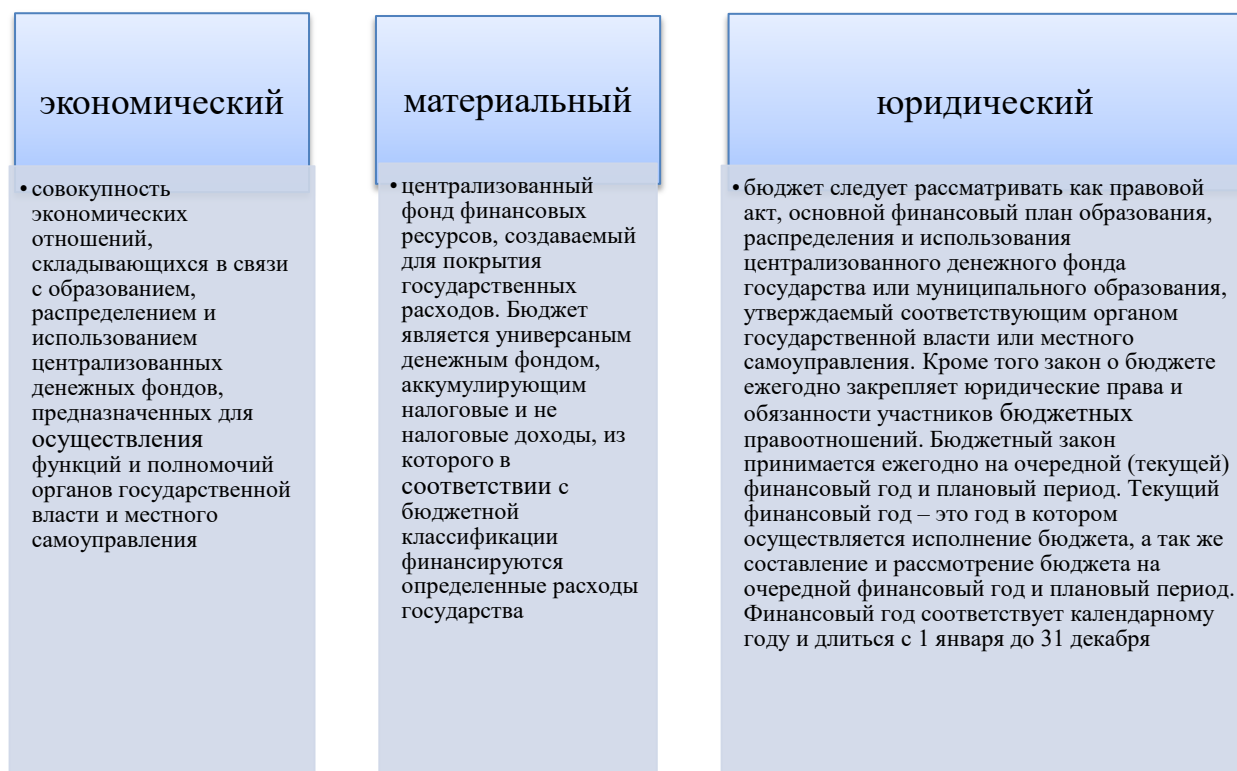 экономический
• совокупность
экономических
отношений,
складывающихся в связи
с образованием,
распределением и
использованием
централизованных
денежных фондов,
предназначенных для
осуществления
функций и полномочий
органов государственной
власти и местного
самоуправления
материальный
• централизованный
фонд финансовых
ресурсов, создаваемый
для покрытия
государственных
расходов. Бюджет
является универсаным
денежным фондом,
аккумулирующим
налоговые и не
налоговые доходы, из
которого в
соответствии с
бюджетной
классификации
финансируются
определенные расходы
государства
юридический
• бюджет следует рассматривать как правовой
акт, основной финансовый план образования,
распределения и использования
централизованного денежного фонда
государства или муниципального образования,
утверждаемый соответствующим органом
государственной власти или местного
самоуправления. Кроме того закон о бюджете
ежегодно закрепляет юридические права и
обязанности участников бюджетных
правоотношений. Бюджетный закон
принимается ежегодно на очередной (текущей)
финансовый год и плановый период. Текущий
финансовый год – это год в котором
осуществляется исполнение бюджета, а так же
составление и рассмотрение бюджета на
очередной финансовый год и плановый период.
Финансовый год соответствует календарному
году и длиться с 1 января до 31 декабря